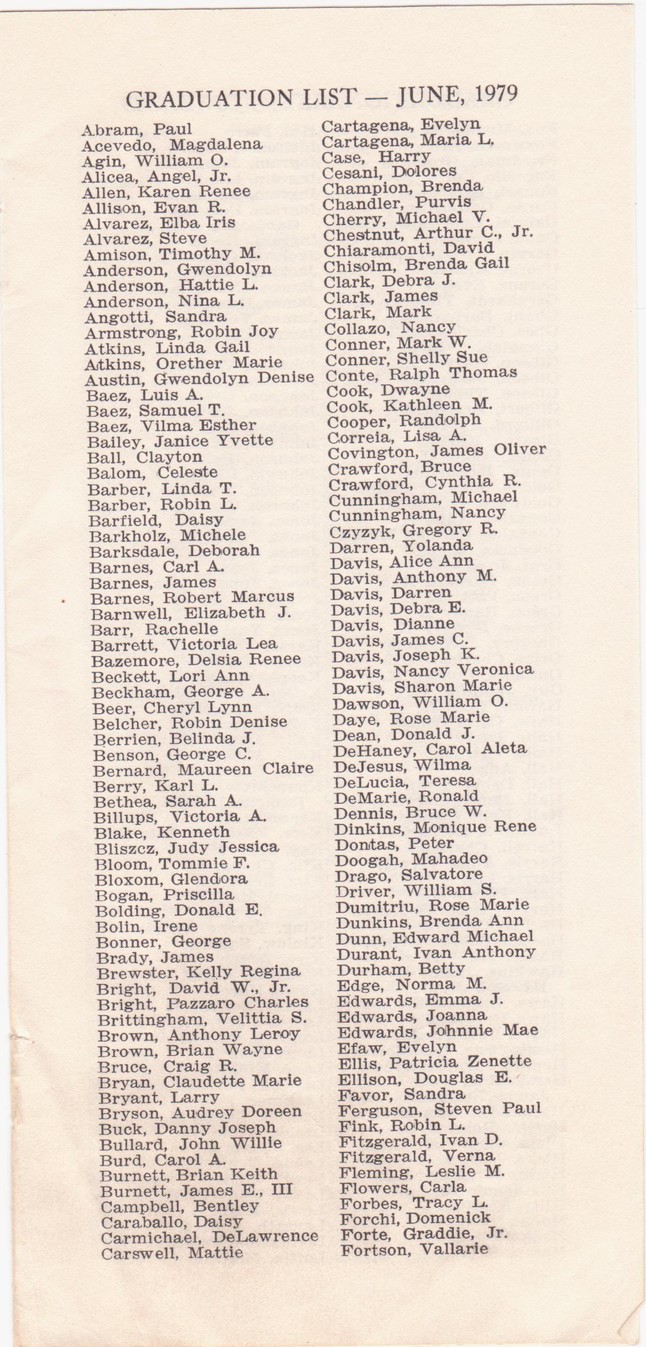 GRADUATION LIST — JUNE, 1979
Abram, Paul
Acevedo, Magdalena
Agin, William O.
Alicea, Angel, Jr.
Allen, Karen Renee
Allison, Evan R.
Alvarez, Elba Iris
Alvarez, Steve
Amison, Timothy M.
Anderson, Gwendolyn
Anderson, Hattie L.
Anderson, Nina L.
Angotti, Sandra
Armstrong, Robin Joy
Atkins, Linda Gail
Atkins, Orether Marie
Austin, Gwendolyn Denise
Baez, Luis A.
Baez, Samuel T.
Baez, Vilma Esther
Bailey, Janice Yvette
Ball, Clayton
Balom, Celeste
Barber, Linda T.
Barber, Robin L.
Barfield, Daisy
Barkholz, Michele
Barksdale, Deborah
Barnes, Carl A.
Barnes, James
Barnes, Robert Marcus
Barnwell, Elizabeth J.
Barr, Rachelle
Barrett, Victoria Lea
Bazemore, Delsia Renee
Beckett, Lori Ann
Beckham, George A.
Beer, Cheryl Lynn
Belcher, Robin Denise
Berrien, Belinda J.
Benson, George C.
Bernard, Maureen Claire
Berry, Karl L.
Bethea, Sarah A.
Billups, Victoria A.
Blake, Kenneth
Bliszcz, Judy Jessica
Bloom, Tommie F.
Bloxom, Glendora
Bogan, Priscilla
Bolding, Donald E.
Bolin, Irene
Bonner, George
Brady, James
Brewster, Kelly Regina
Bright, David W., Jr.
Bright, Pazzaro Charles
Brittingham, Velittia S.
Brown, Anthony Leroy
Brown, Brian Wayne
Bruce, Craig R.
Bryan, Claudette Marie
Bryant, Larry
Bryson, Audrey Doreen
Buck, Danny Joseph
Bullard, John Willie
Burd, Carol A.
Burnett, Brian Keith
Burnett, James E., III
Campbell, Bentley
Caraballo, Daisy
Carmichael, DeLawrence
Carswell, Mattie
Cartagena, Evelyn
Cartagena, Maria L.
Case, Harry
Cesani, Dolores
Champion, Brenda
Chandler, Purvis
Cherry, Michael V.
Chestnut, Arthur C., Jr.
Chiaramonti, David
Chisolm, Brenda Gail
Clark, Debra J.
Clark, James
Clark, Mark
Collazo, Nancy
Conner, Mark W.
Conner, Shelly Sue
Conte, Ralph Thomas
Cook, Dwayne
Cook, Kathleen M.
Cooper, Randolph
Correia, Lisa A.
Covington, James Oliver
Crawford, Bruce
Crawford, Cynthia R.
Cunningham, Michael
Cunningham, Nancy
Czyzyk, Gregory R.
Darren, Yolanda
Davis, Alice Ann
Davis, Anthony M.
Davis, Darren
Davis, Debra E.
Davis, Dianne
Davis, James C.
Davis, Joseph K.
Davis, Nancy Veronica
Davis, Sharon Marie
Dawson, William O.
Daye, Rose Marie
Dean, Donald J.
DeHaney, Carol Aleta
DeJesus, Wilma
DeLucia, Teresa
DeMarie, Ronald
Dennis, Bruce W.
Dinkins, Monique Rene
Dontas, Peter
Doogah, Mahadeo
Drago, Salvatore
Driver, William S.
Dumitriu, Rose Marie
Dunkins, Brenda Ann
Dunn, Edward Michael
Durant, Ivan Anthony
Durham, Betty
Edge, Norma M.
Edwards, Emma J.
Edwards, Joanna
Edwards, Johnnie Mae
Efaw, Evelyn
Ellis, Patricia Zenette
Ellison, Douglas E.
Favor, Sandra
Ferguson, Steven Paul
Fink, Robin L.
Fitzgerald, Ivan D.
Fitzgerald, Verna
Fleming, Leslie M.
Flowers, Carla
Forbes, Tracy L.
Forchi, Domenick
Forte, Graddie, Jr.
Fortson, Vallarie